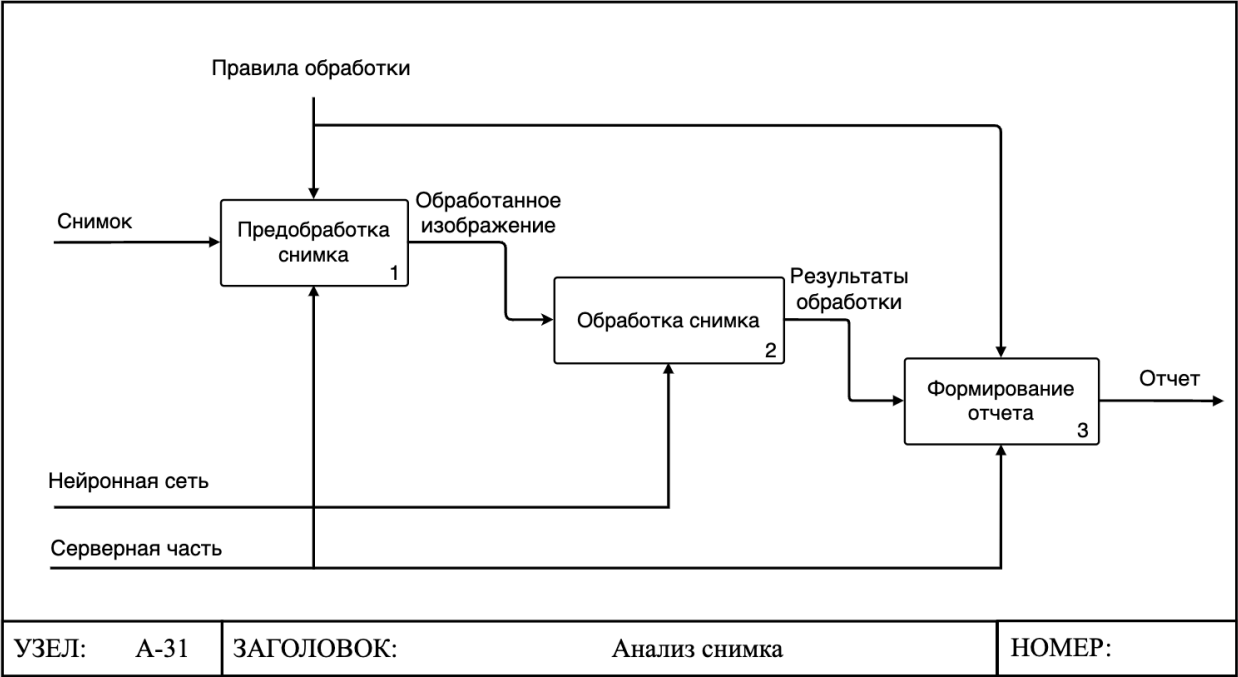 Правила обработки
Снимок
Предобработка
снимка
1
Обработанное
изображение
Обработка снимка
2
Результаты
обработки
Формирование
отчета
3
Отчет
Нейронная сеть
Серверная часть
УЗЕЛ: А-31
ЗАГОЛОВОК: Анализ снимка
НОМЕР: